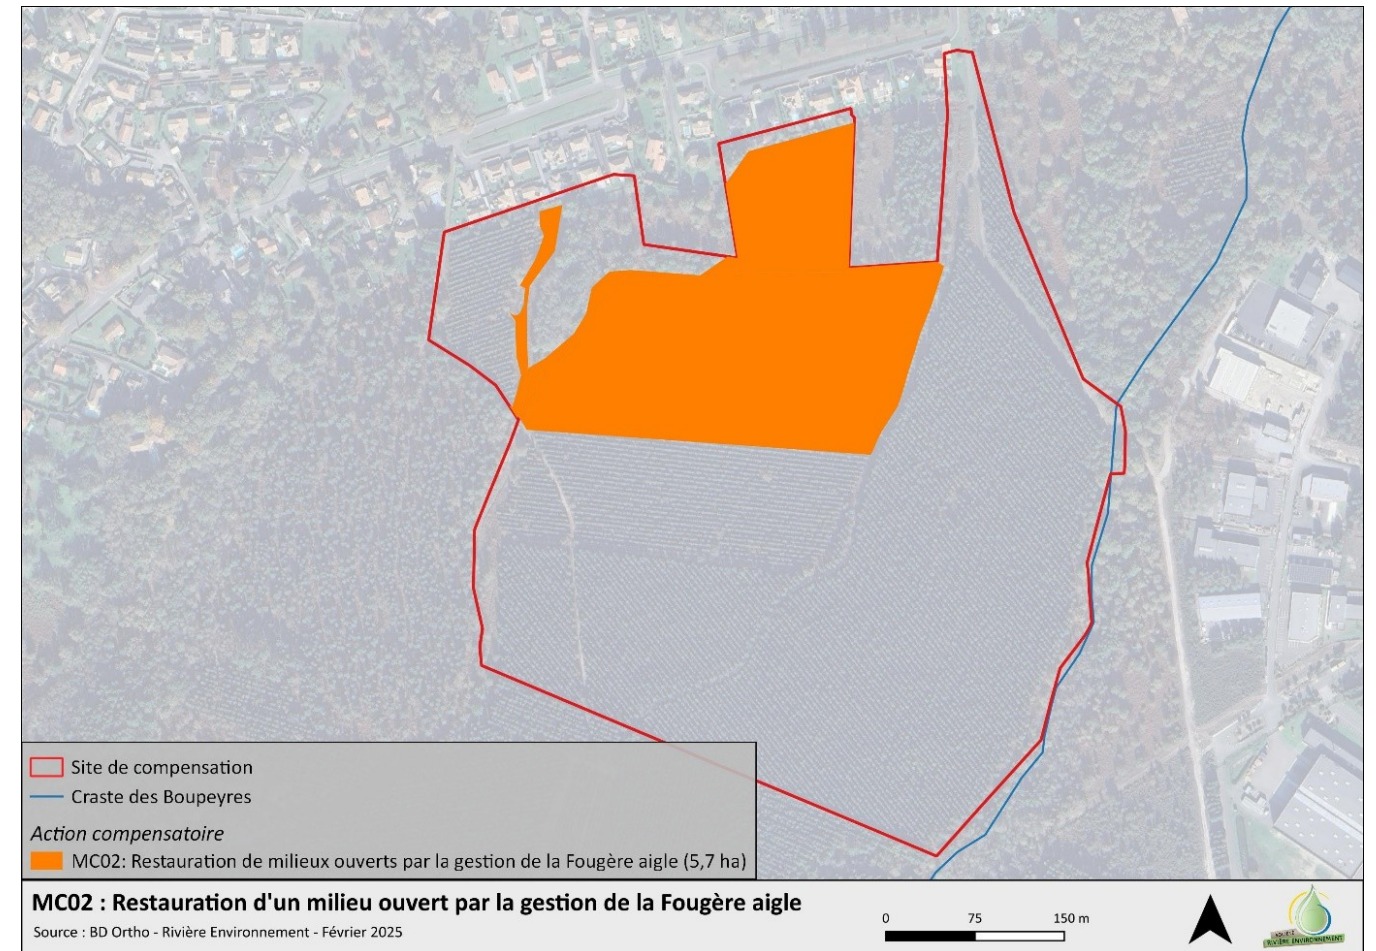 Site de compensation
Craste des Boupeyres
Action compensatoire
MC02: Restauration de milieux ouverts par la gestion de la Fougère aigle (5,7 ha)
MC02 : Restauration d'un milieu ouvert par la gestion de la Fougère aigle
Source : BD Ortho - Rivière Environnement - Février 2025
0 75 150 m
RIVIÈRE ENVIRONNEMENT